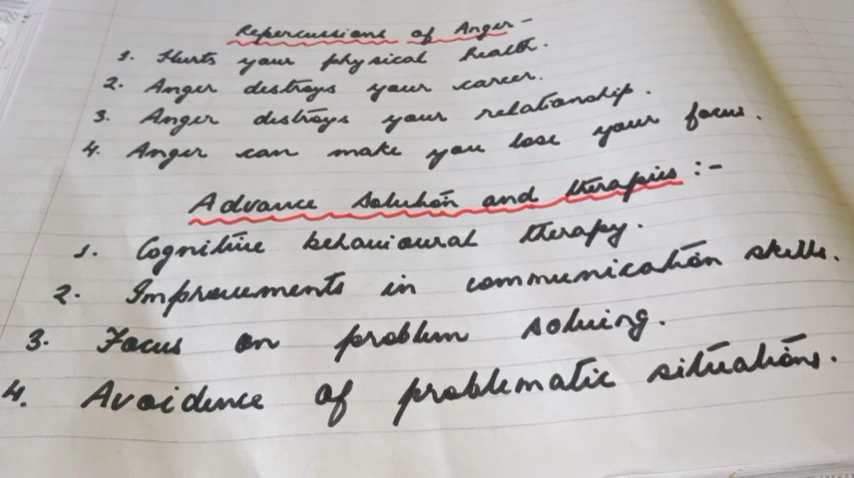 Repercussions of Anger -
1. Hurts your physical health.
2. Anger destroys your career.
3. Anger destroys your relationship.
4. Anger can make you lose your focus.
Advance solution and therapies :-
1. Cognitive behavioural therapy.
2. Improvements in communication skills.
3. Focus on problem solving.
4. Avoidence of problematic situations.